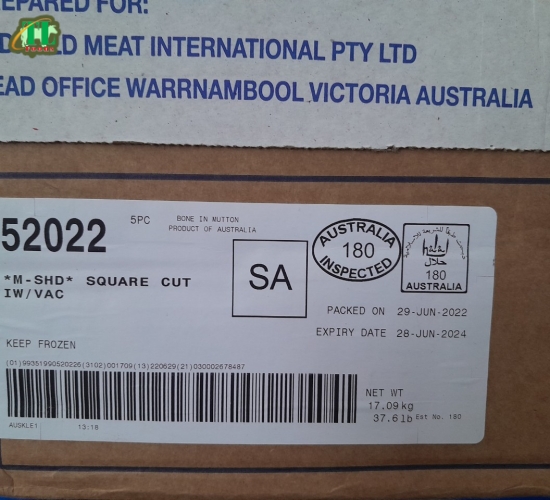 EPARED FOR:
D MEAT INTERNATIONAL PTY LTD
EAD OFFICE WARRNAMBOOL VICTORIA AUSTRALIA
52022
5PC
BONE IN MUTTON
PRODUCT OF AUSTRALIA
*M-SHD* SQUARE CUT
IW/VAC
SA
AUSTRALIA
180
INSPECTED
halal
حلال
180
AUSTRALIA
PACKED ON 29-JUN-2022
EXPIRY DATE 28-JUN-2024
KEEP FROZEN
(01)99351990520226(3102)001709(13)220629(21)030002678487
AUSKLE1 13:18
NET WT
17.09kg
37.6lb Est No. 180